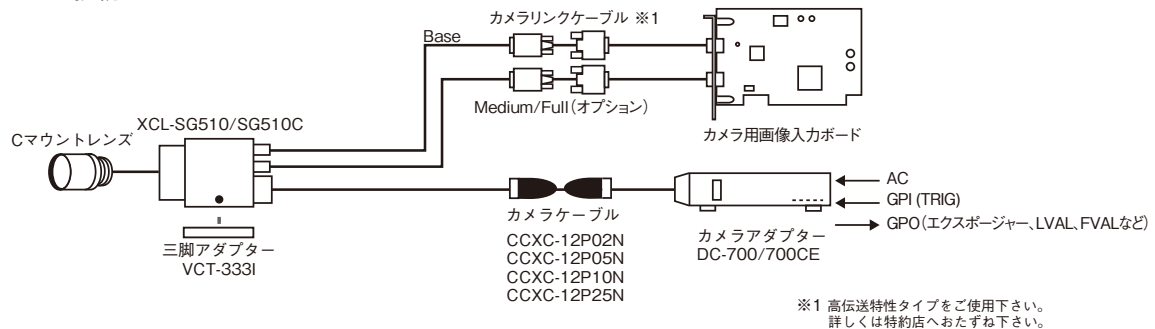 カメラリンクケーブル ※1
Base
Medium/Full(オプション)
カメラ用画像入力ボード
XCL-SG510/SG510C
Cマウントレンズ
三脚アダプター
VCT-333I
カメラケーブル
CCXC-12P02N
CCXC-12P05N
CCXC-12P10N
CCXC-12P25N
カメラアダプター
DC-700/700CE
AC
GPI (TRIG)
GPO(エクスポージャー、LVAL、FVALなど)
※1 高伝送特性タイプをご使用下さい。
詳しくは特約店へおたずね下さい。